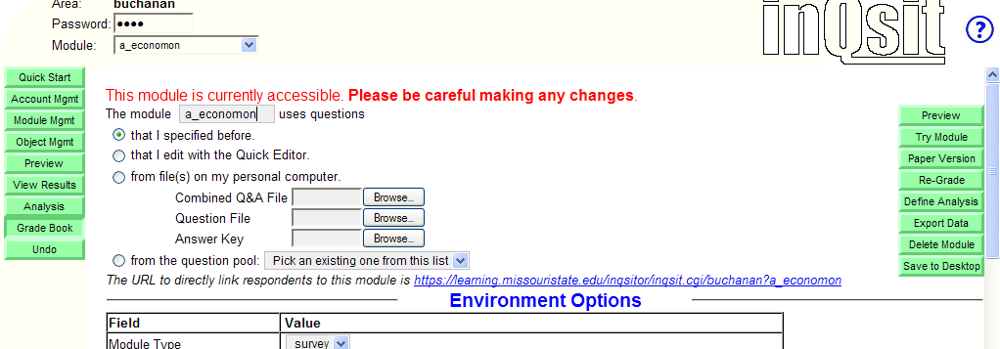 Area: buchanan
Password: ●●●●
Module: a_economon
inQsit
?
Quick Start
Account Mgmt
Module Mgmt
Object Mgmt
Preview
View Results
Analysis
Grade Book
Undo
This module is currently accessible. Please be careful making any changes.
The module a_economon uses questions
that I specified before.
that I edit with the Quick Editor.
from file(s) on my personal computer.
Combined Q&A File Browse...
Question File Browse...
Answer Key Browse...
from the question pool: Pick an existing one from this list
The URL to directly link respondents to this module is https://learning.missouristate.edu/inqsitor/inqsit.cgi/buchanan?a_economon
Environment Options
Field Value
Module Type survey
Preview
Try Module
Paper Version
Re-Grade
Define Analysis
Export Data
Delete Module
Save to Desktop